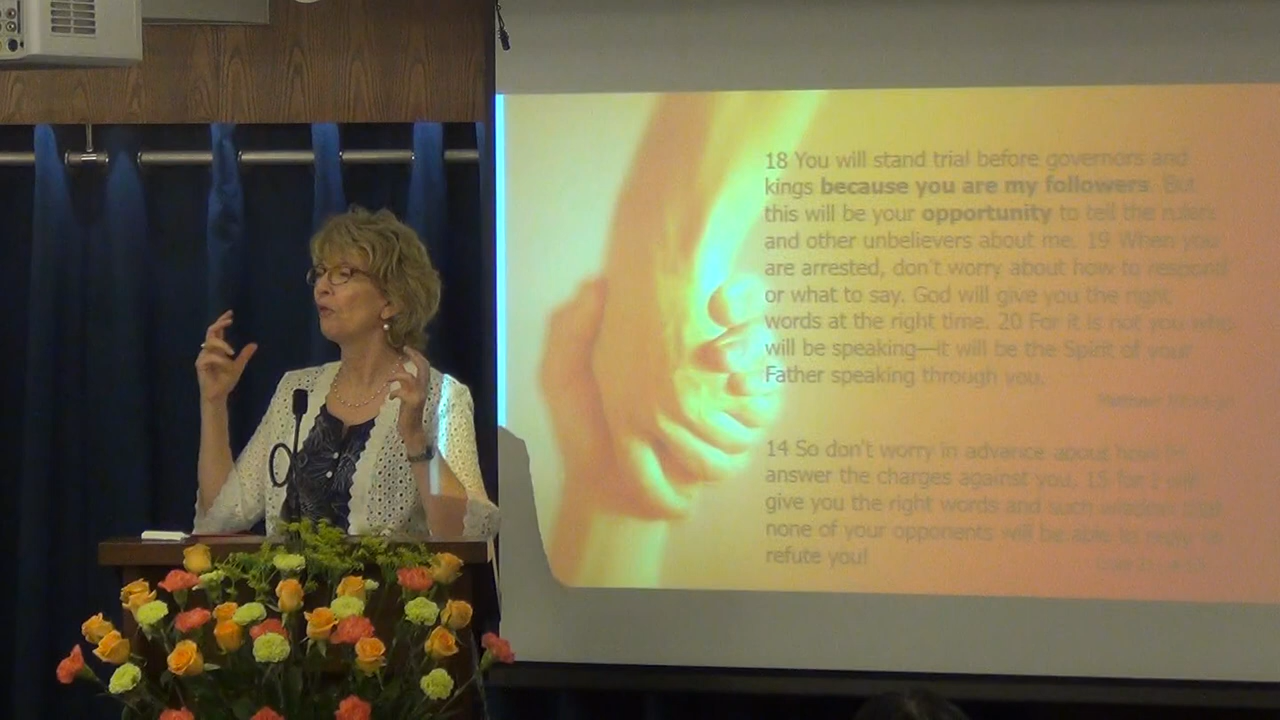 18 You will stand trial before governors and
kings because you are my followers. But
this will be your opportunity to tell the rulers
and other unbelievers about me. 19 When you
are arrested, don't worry about how to respond
or what to say. God will give you the right
words at the right time. 20 For it is not you who
will be speaking—it will be the Spirit of your
Father speaking through you.
14 So don't worry in advance about how to
answer the charges against you, 15 for I will
give you the right words and such wisdom that
none of your opponents will be able to reply or
refute you!